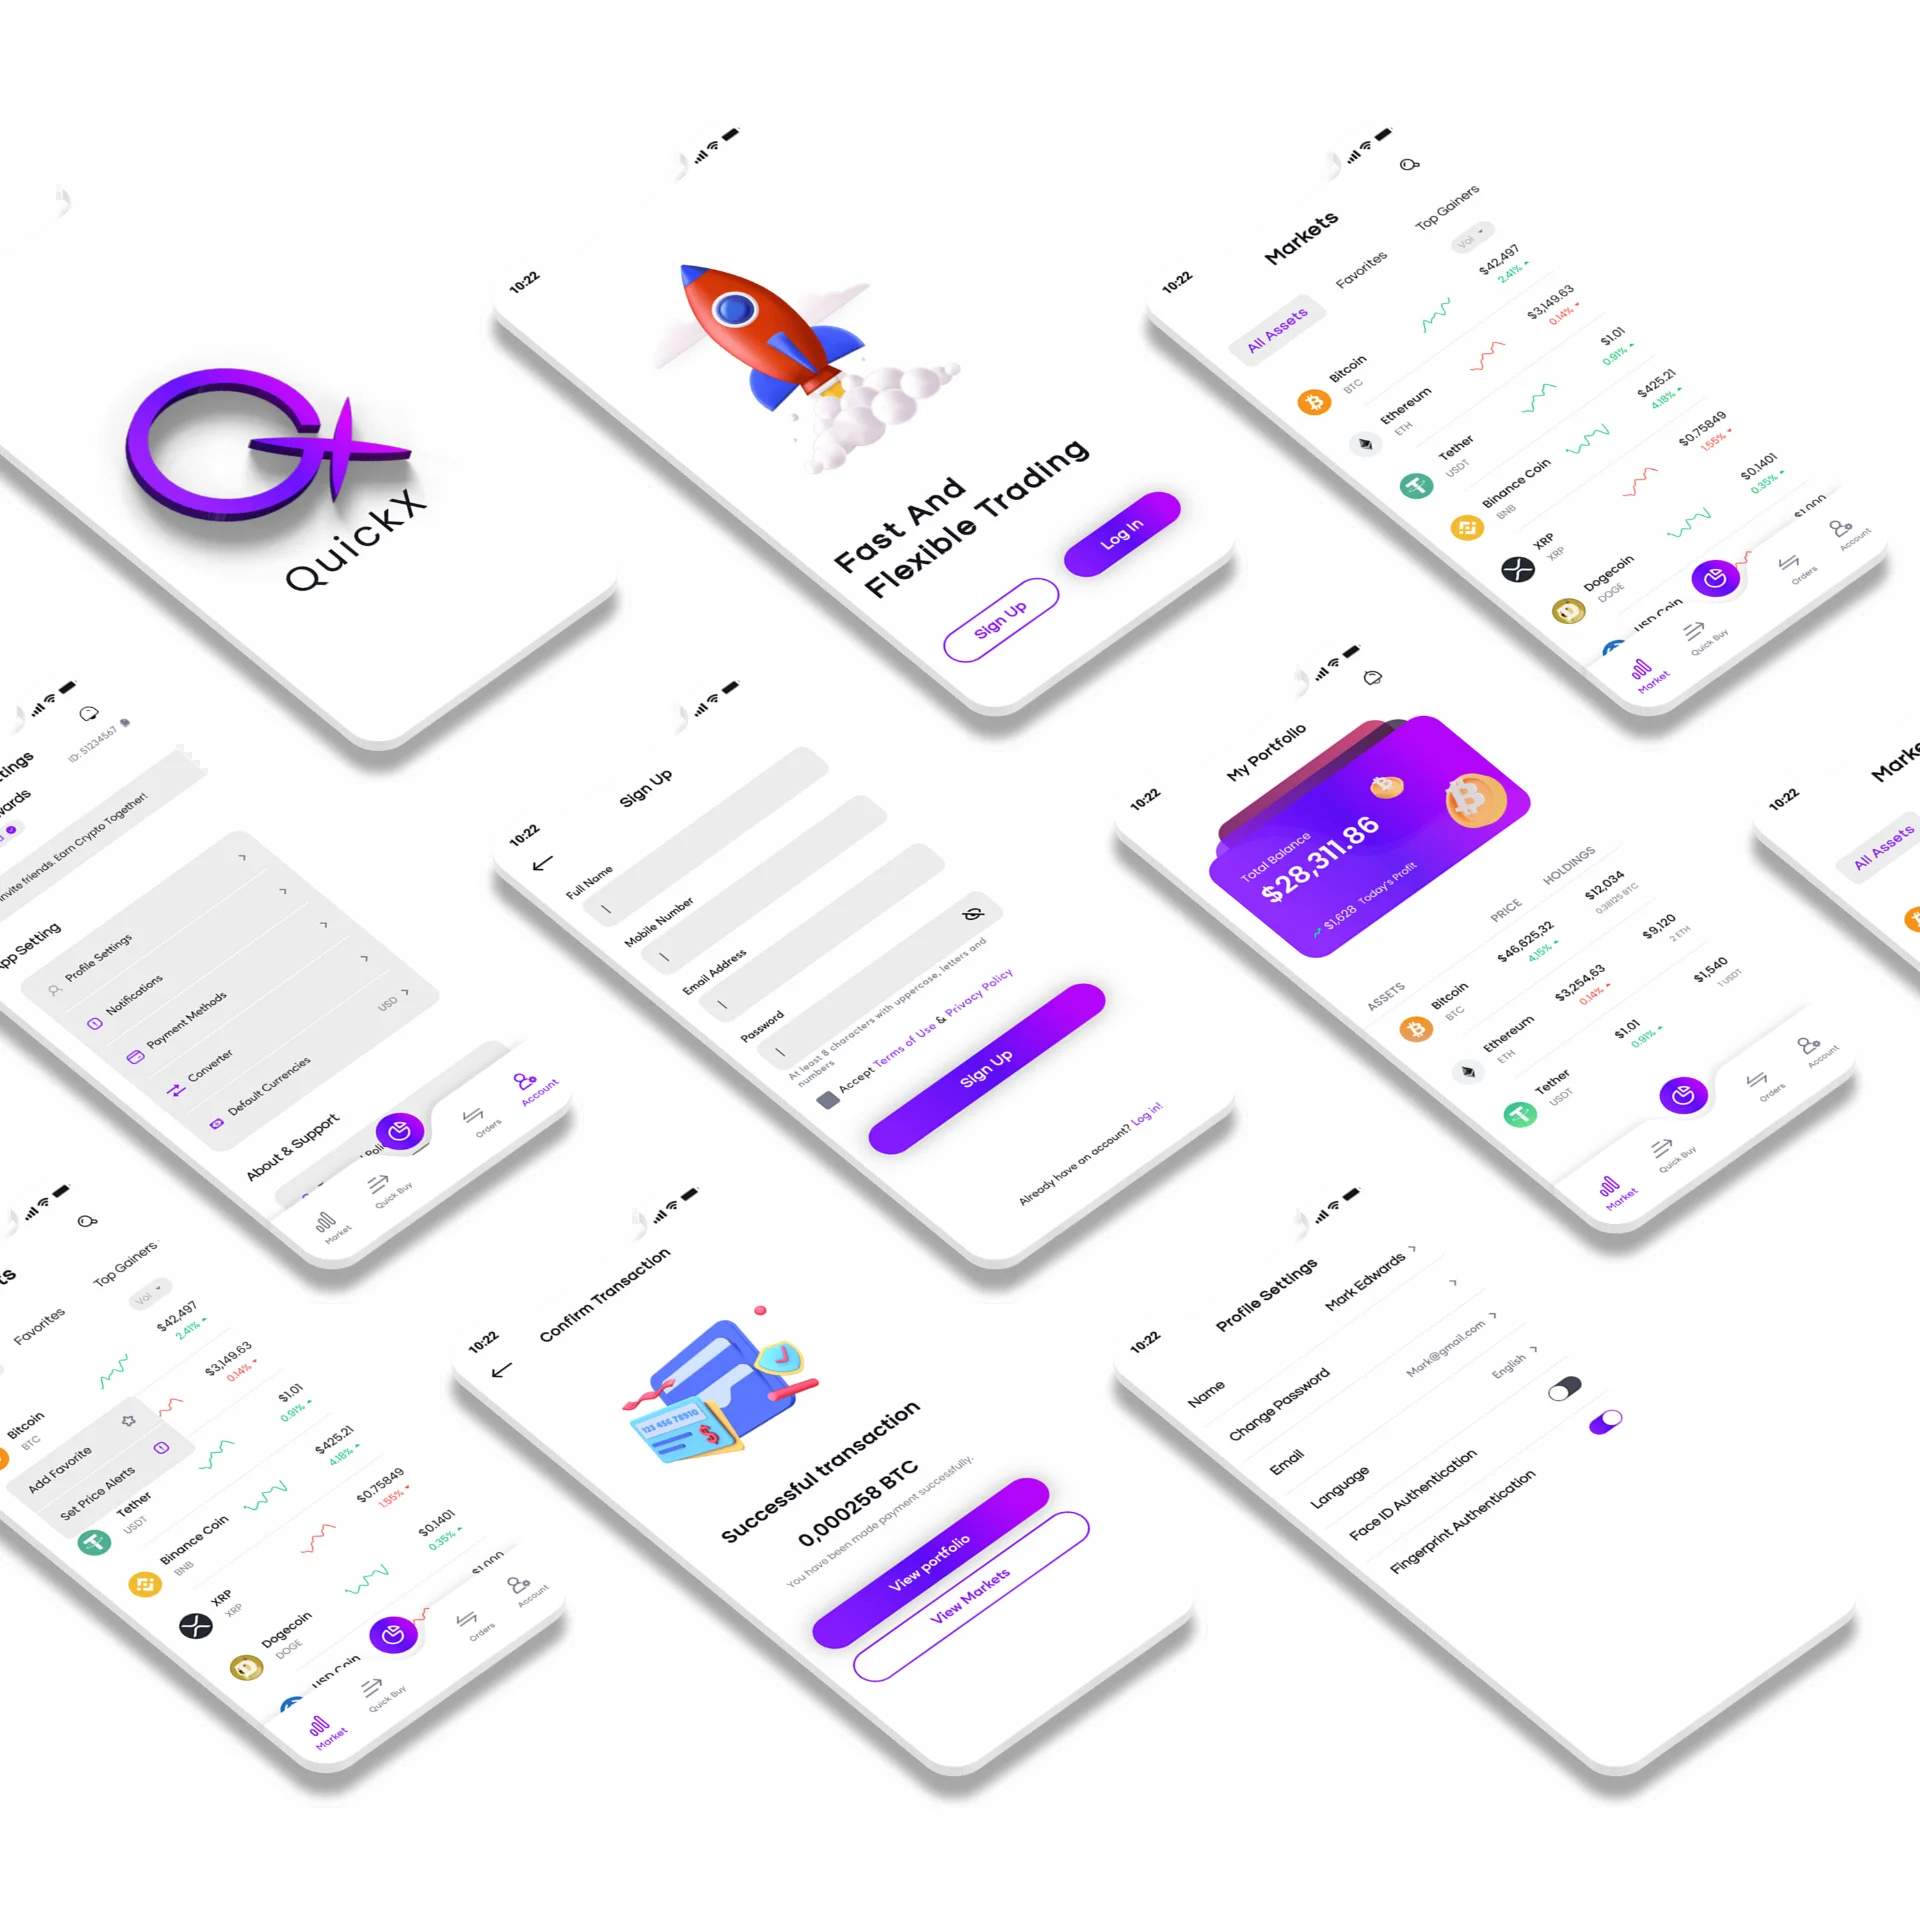 Quickx
10:22
Fast And
Flexible Trading
Sign Up
Log in
10:22
Markets
All Assets
Favorites
Top Gainers
Vol
Bitcoin
BTC
$42,497
2.41%
Ethereum
ETH
$3,149.63
0.14%
Tether
USDT
$1.01
0.91%
Binance Coin
BNB
$425.21
4.18%
XRP
XRP
$0.75849
1.55%
Dogecoin
DOGE
$0.1401
0.35%
USD Coin
Market
Quick Buy
Orders
Account
ID: 51234567
nvite friends. Earn Crypto Together!
pp Setting
Profile Settings
Notifications
Payment Methods
Converter
Default Currencies
USD
About & Support
Market
Quick Buy
Orders
Account
10:22
Sign Up
Full Name
Mobile Number
Email Address
Password
At least 8 characters with uppercase, letters and
numbers
Accept Terms of Use & Privacy Policy
Sign Up
Already have an account? Log in!
10:22
My Portfolio
Total Balance
$28,311.86
$1,628 Today's Profit
ASSETS
PRICE
HOLDINGS
Bitcoin
BTC
$46,625,32
4.15%
$12,034
0.38125 BTC
Ethereum
ETH
$3,254,63
0.14%
$9,120
2 ETH
Tether
USDT
$1.01
0.91%
$1,540
1 USDT
Market
Quick Buy
Orders
Account
10:22
Marke
All Assets
ts
Favorites
Top Gainers
Vol
Bitcoin
BTC
$42,497
2.41%
$3,149.63
0.14%
Add Favorite
Set Price Alerts
Tether
USDT
$1.01
0.91%
Binance Coin
BNB
$425.21
4.18%
XRP
XRP
$0.75849
1.55%
Dogecoin
DOGE
$0.1401
0.35%
USD Coin
Market
Quick Buy
Orders
Account
10:22
Confirm Transaction
123 456 78910
Successful transaction
0,000258 BTC
You have been made payment successfully.
View portfolio
View Markets
10:22
Profile Settings
Name
Mark Edwards
Change Password
Email
Mark@gmail.com
Language
English
Face ID Authentication
Fingerprint Authentication